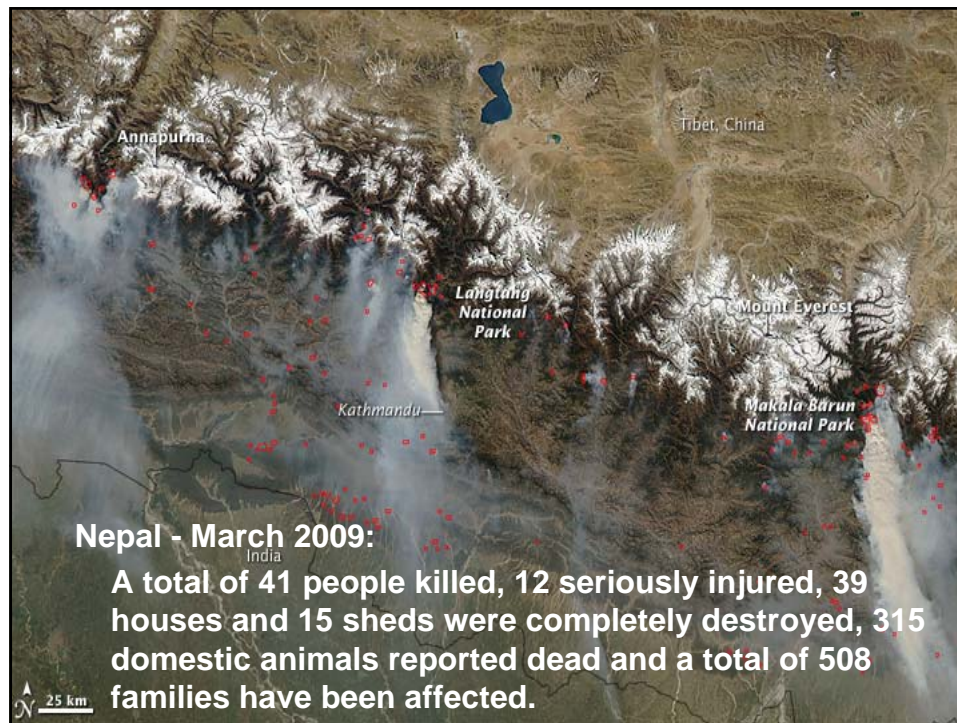 Annapurna
Tibet, China
Langtang
National
Park
Mount Everest
Kathmandu
Makala Barun
National Park
Nepal - March 2009:
India
A total of 41 people killed, 12 seriously injured, 39
houses and 15 sheds were completely destroyed, 315
domestic animals reported dead and a total of 508
families have been affected.
N 25 km